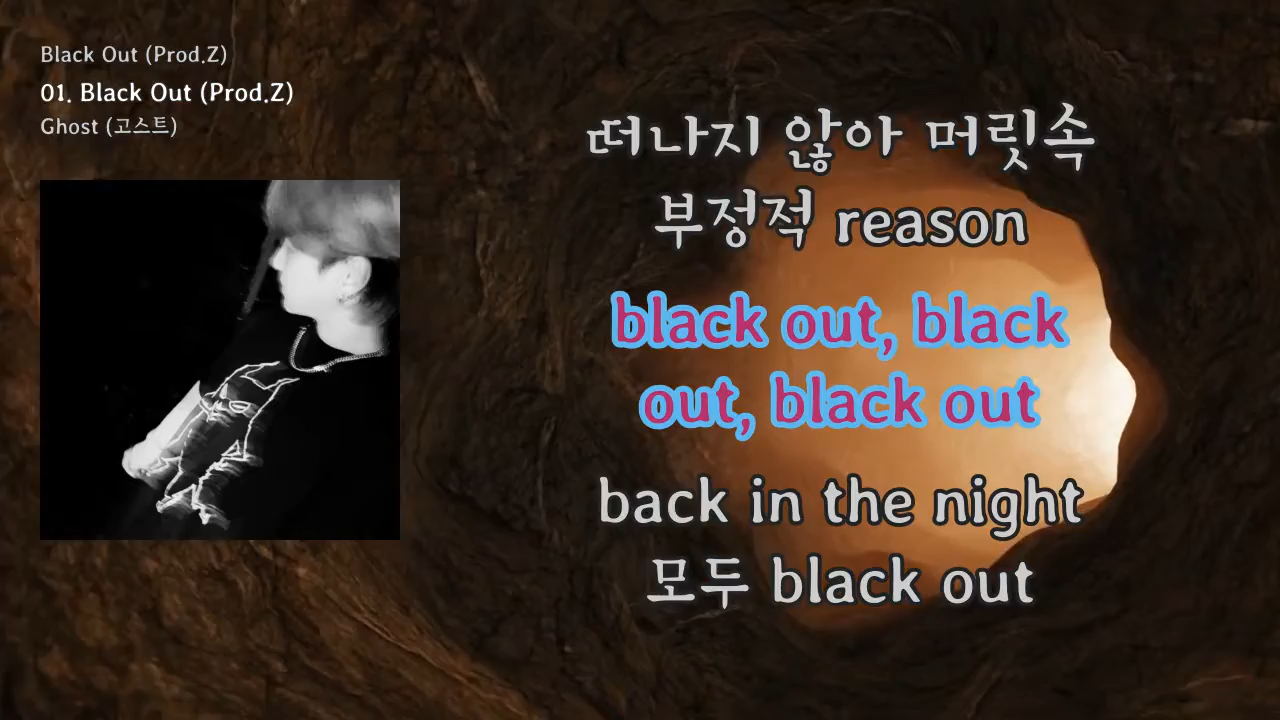 Black Out (Prod.Z)
01. Black Out (Prod.Z)
Ghost (고스트)
떠나지 않아 머릿속
부정적 reason
black out, black
out, black out
back in the night
모두 black out